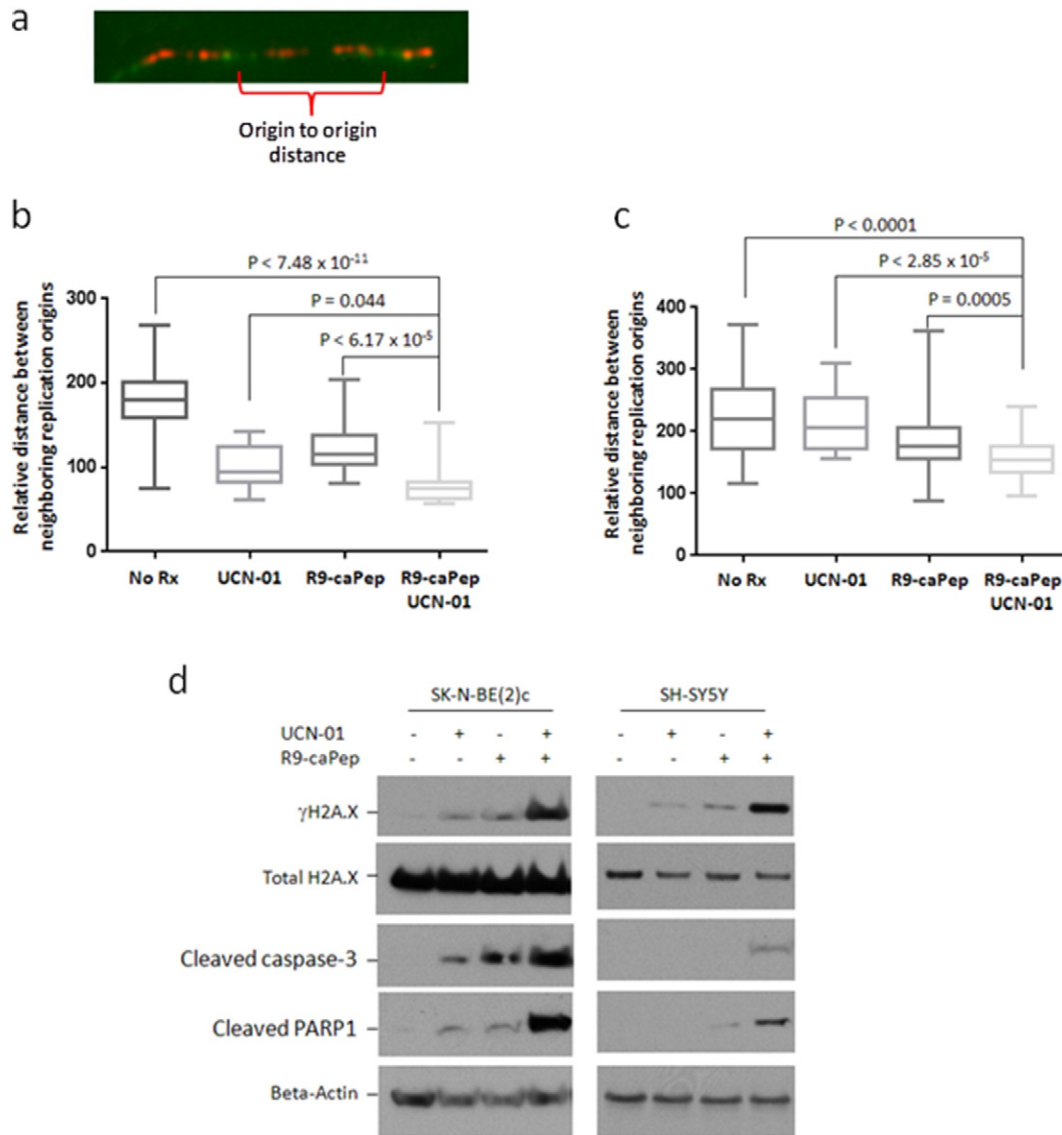 a
Origin to origin
distance
b
P < 7.48 x 10⁻¹¹
P = 0.044
P < 6.17 x 10⁻⁵
Relative distance between
neighboring replication origins
300
200
100
0
No Rx
UCN-01
R9-caPep
R9-caPep
UCN-01
c
P < 0.0001
P < 2.85 x 10⁻⁵
P = 0.0005
Relative distance between
neighboring replication origins
400
300
200
100
0
No Rx
UCN-01
R9-caPep
R9-caPep
UCN-01
d
SK-N-BE(2)c SH-SY5Y
UCN-01 - + - + - + - +
R9-caPep - - + + - - + +
γH2A.X
Total H2A.X
Cleaved caspase-3
Cleaved PARP1
Beta-Actin